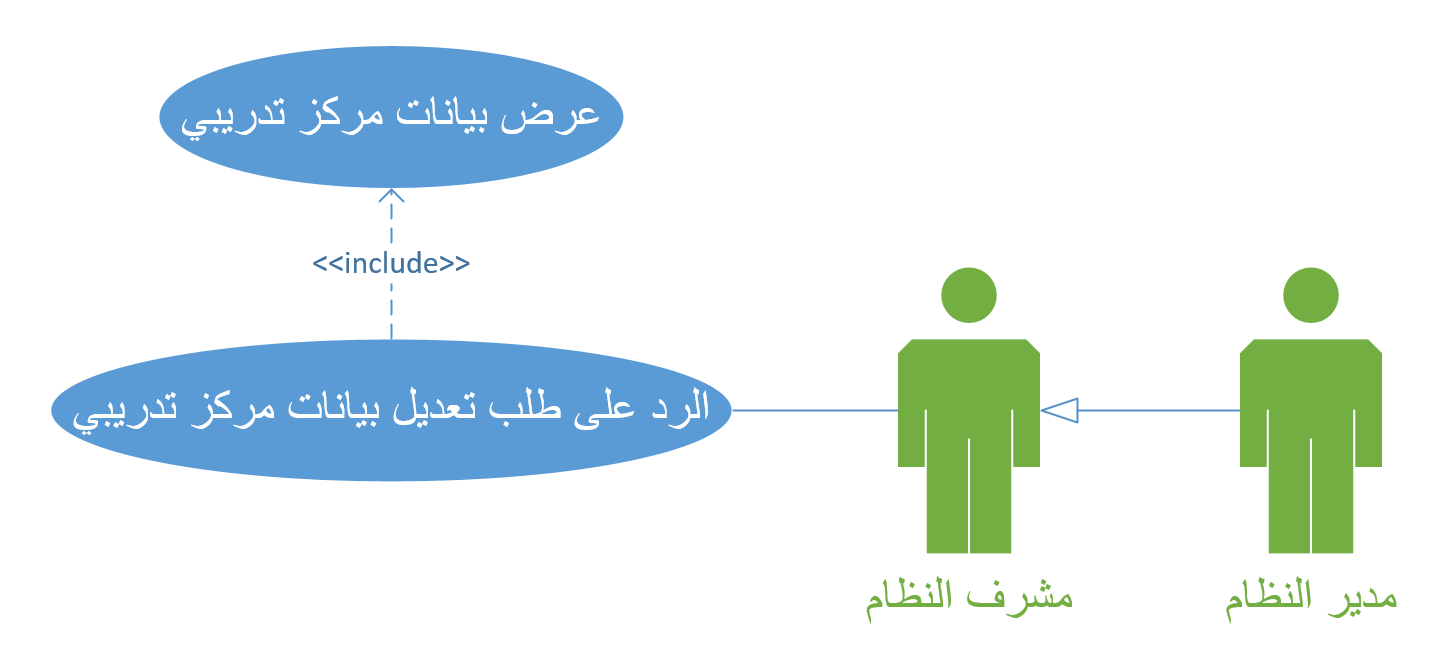 عرض بيانات مركز تدريبي
<<include>>
الرد على طلب تعديل بيانات مركز تدريبي
مدير النظام
مشرف النظام